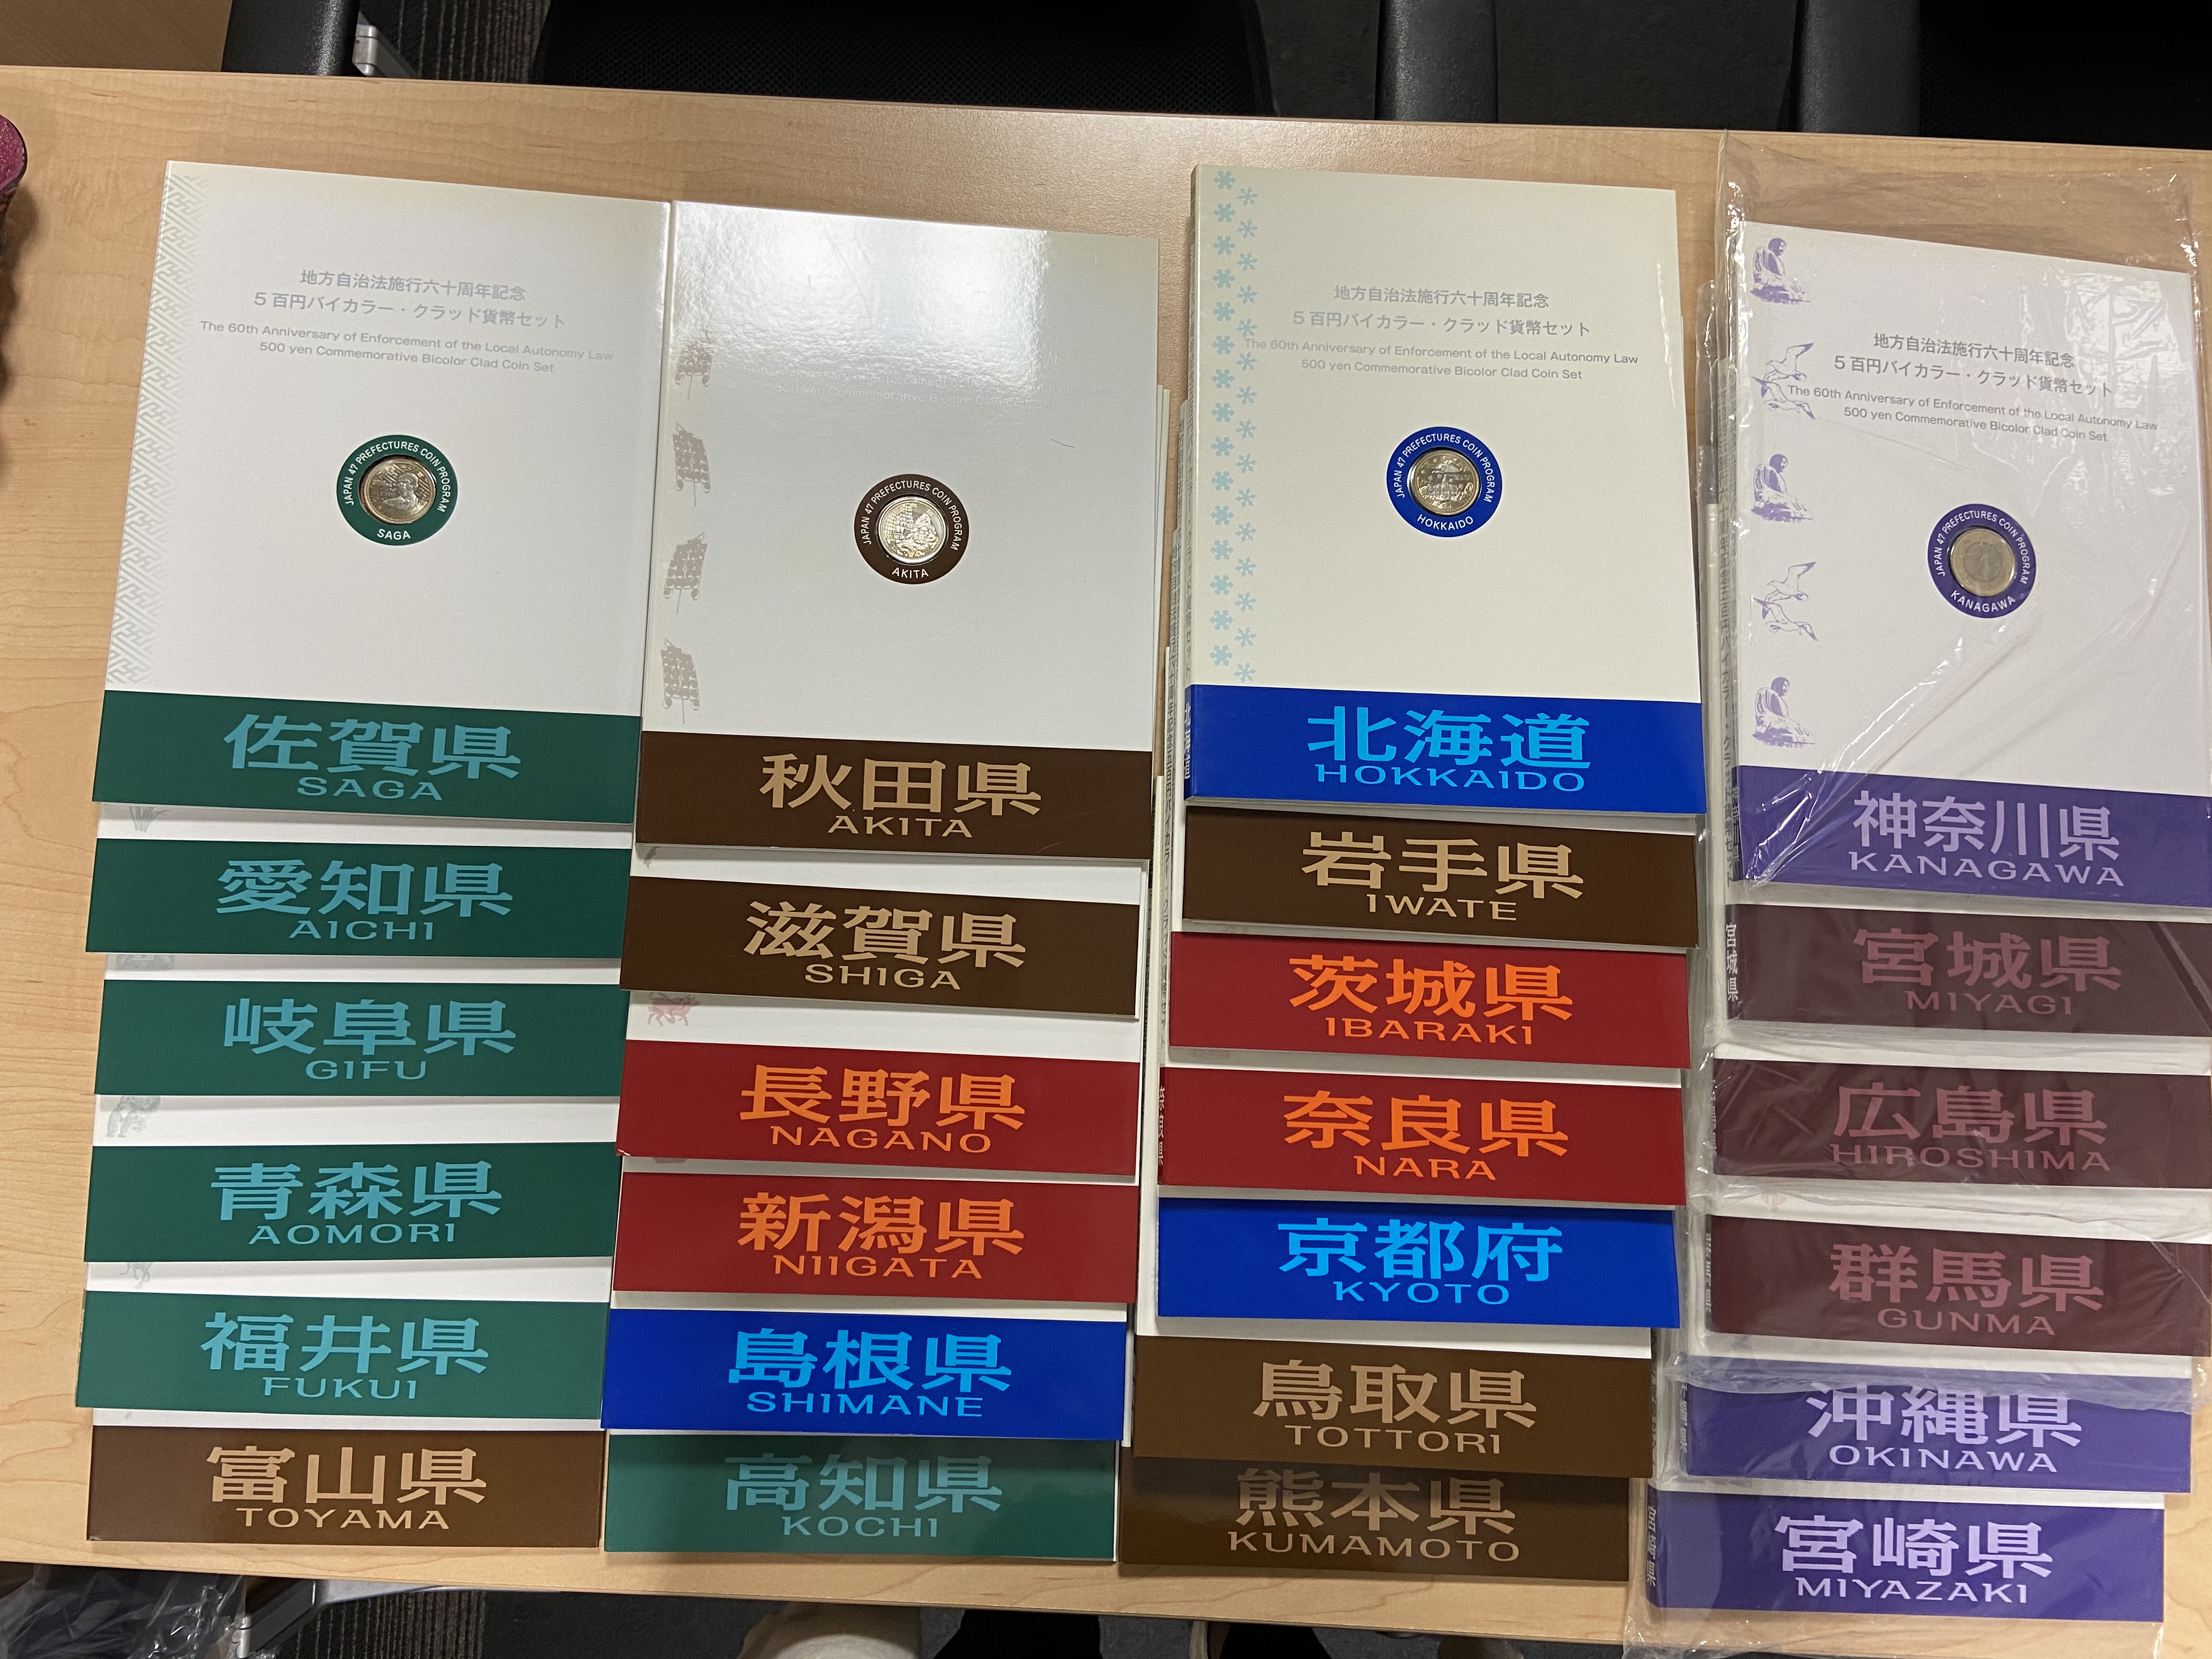 地方自治法施行六十周年記念
5百円バイカラー・クラッド貨幣セット
The 60th Anniversary of Enforcement of the Local Autonomy Law
500 yen Commemorative Bicolor Clad Coin Set
JAPAN 47 PREFECTURES COIN PROGRAM
SAGA
佐賀県
SAGA
愛知県
AICHI
岐阜県
GIFU
青森県
AOMORI
福井県
FUKUI
富山県
TOYAMA
500 yen Commemorative Bicolor Clad Coin Set
JAPAN 47 PREFECTURES COIN PROGRAM
AKITA
秋田県
AKITA
滋賀県
SHIGA
長野県
NAGANO
新潟県
NIIGATA
島根県
SHIMANE
高知県
KOCHI
地方自治法施行六十周年記念
5百円バイカラー・クラッド貨幣セット
The 60th Anniversary of Enforcement of the Local Autonomy Law
500 yen Commemorative Bicolor Clad Coin Set
JAPAN 47 PREFECTURES COIN PROGRAM
HOKKAIDO
北海道
HOKKAIDO
岩手県
IWATE
茨城県
IBARAKI
奈良県
NARA
京都府
KYOTO
鳥取県
TOTTORI
熊本県
KUMAMOTO
地方自治法施行六十周年記念
5百円バイカラー・クラッド貨幣セット
The 60th Anniversary of Enforcement of the Local Autonomy Law
500 yen Commemorative Bicolor Clad Coin Set
JAPAN 47 PREFECTURES COIN PROGRAM
KANAGAWA
神奈川県
KANAGAWA
宮城県
宮城県
MIYAGI
広島県
HIROSHIMA
群馬県
GUNMA
沖縄県
OKINAWA
宮崎県
MIYAZAKI